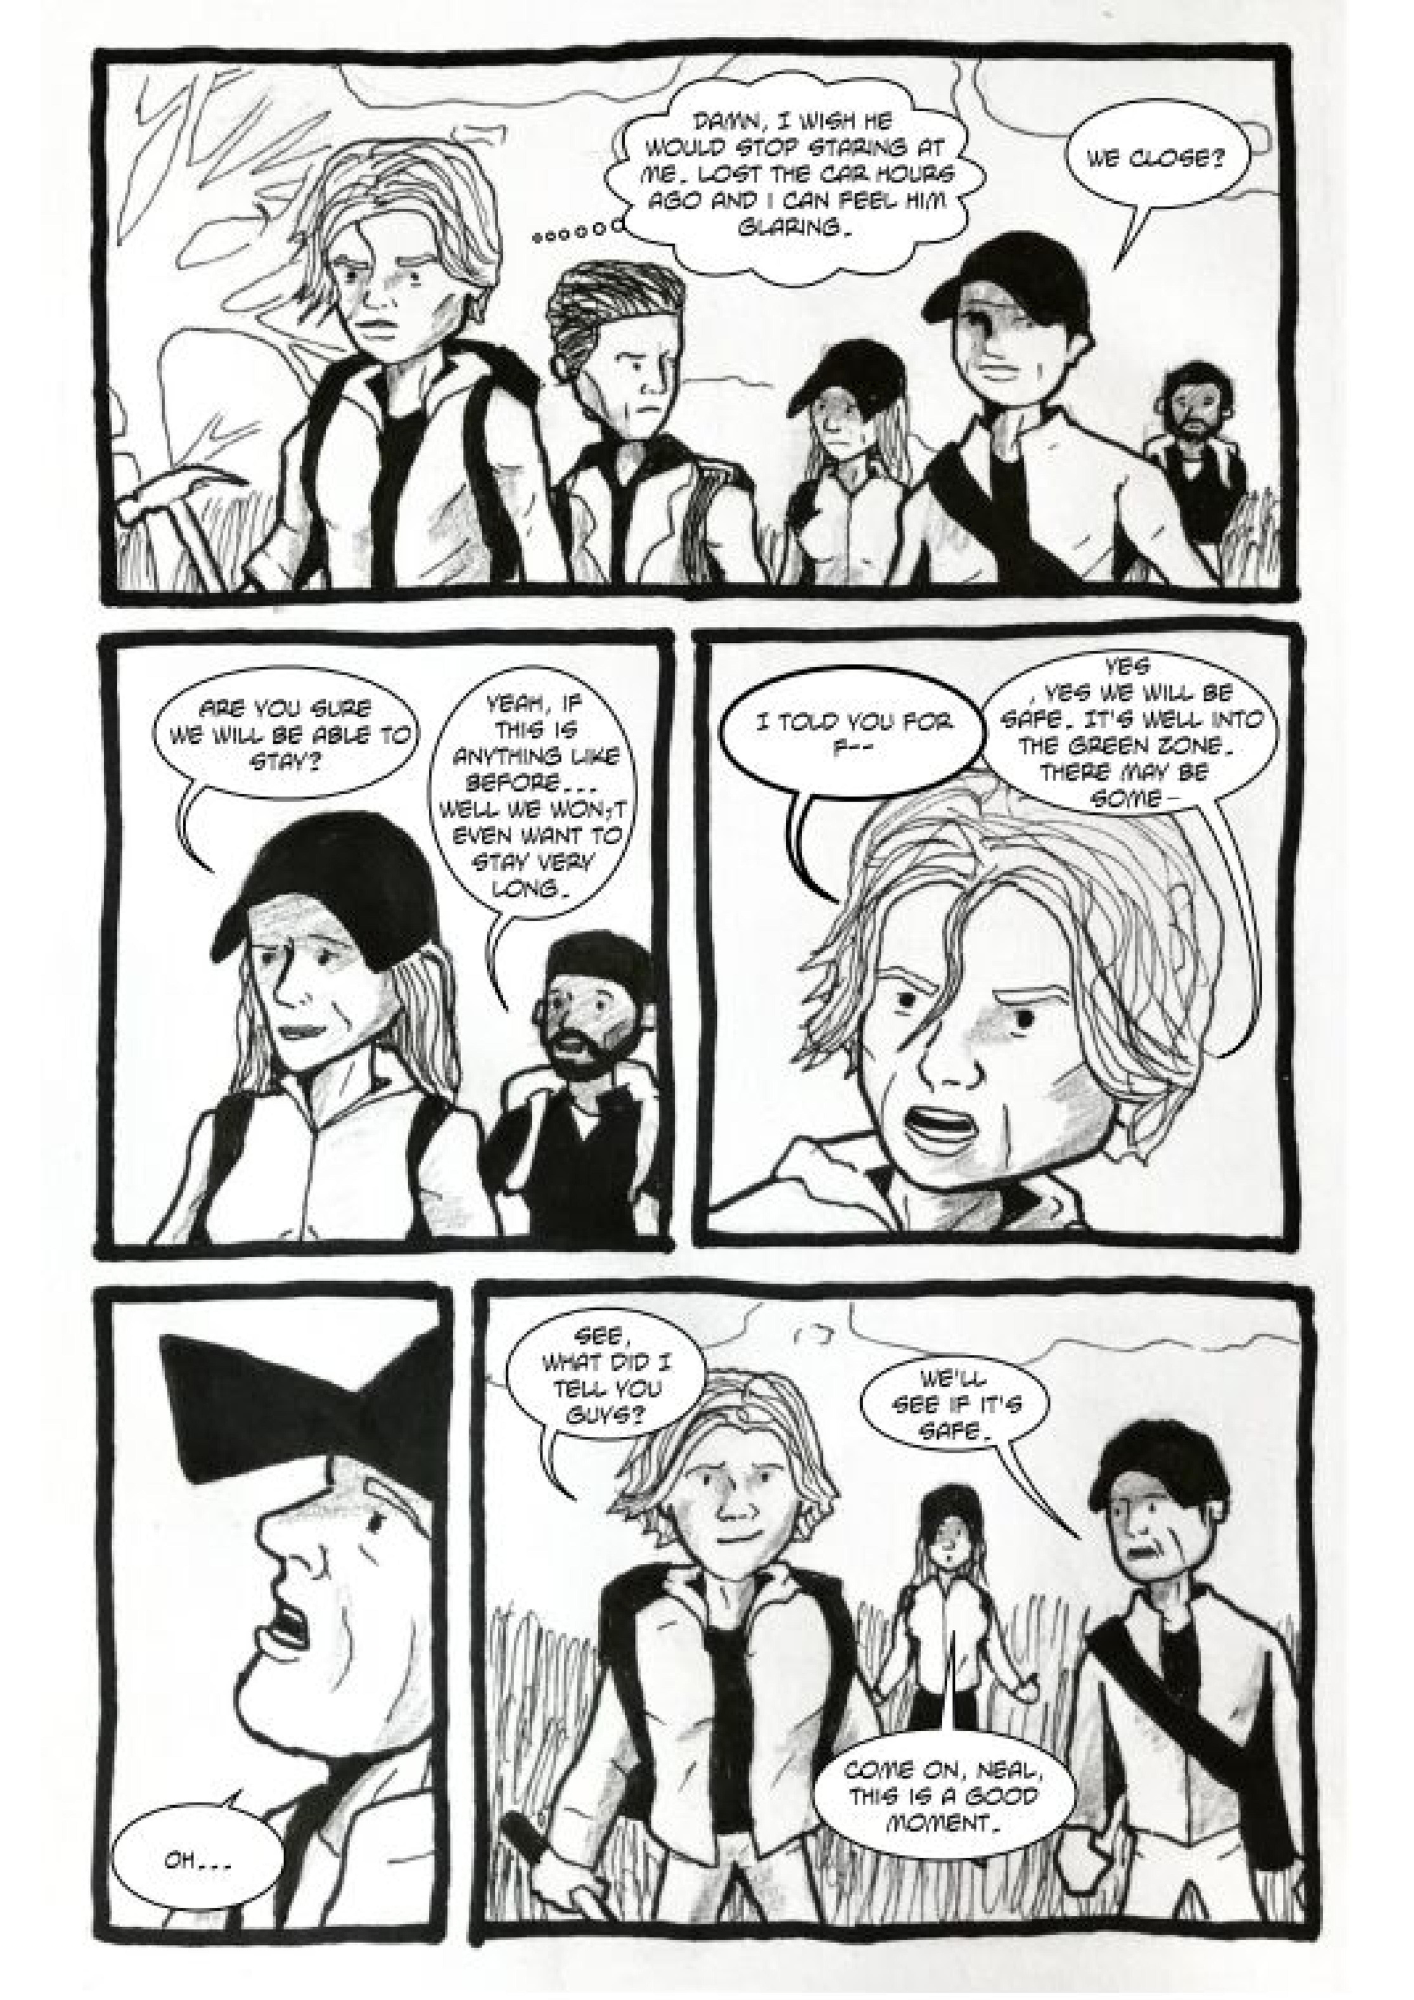 DAMN, I WISH HE
WOULD STOP STARING AT
ME. LOST THE CAR HOURS
AGO AND I CAN FEEL HIM
GLARING.
WE CLOSE?
ARE YOU SURE
WE WILL BE ABLE TO
STAY?
YEAH, IF
THIS IS
ANYTHING LIKE
BEFORE...
WELL WE WON;T
EVEN WANT TO
STAY VERY
LONG.
I TOLD YOU FOR
F--
YES
, YES WE WILL BE
SAFE. IT'S WELL INTO
THE GREEN ZONE.
THERE MAY BE
SOME-
OH...
SEE,
WHAT DID I
TELL YOU
GUYS?
WE'LL
SEE IF IT'S
SAFE.
COME ON, NEAL,
THIS IS A GOOD
MOMENT.